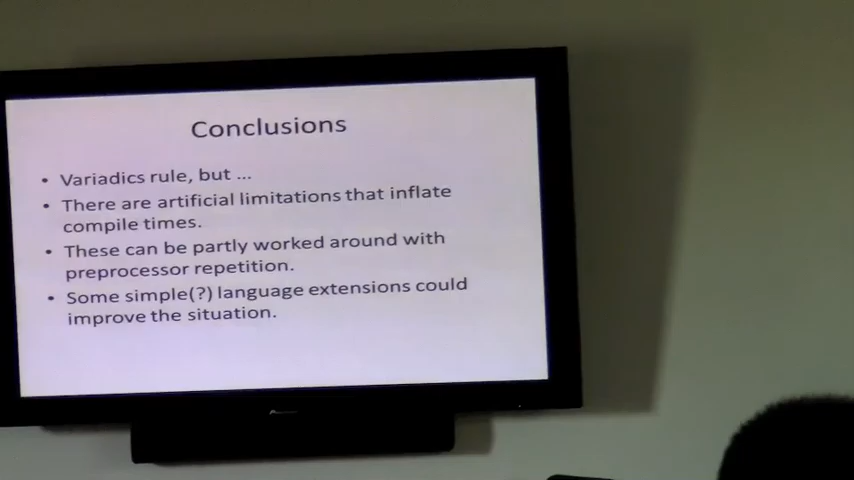 Conclusions
• Variadics rule, but ...
• There are artificial limitations that inflate
compile times.
• These can be partly worked around with
preprocessor repetition.
• Some simple(?) language extensions could
improve the situation.